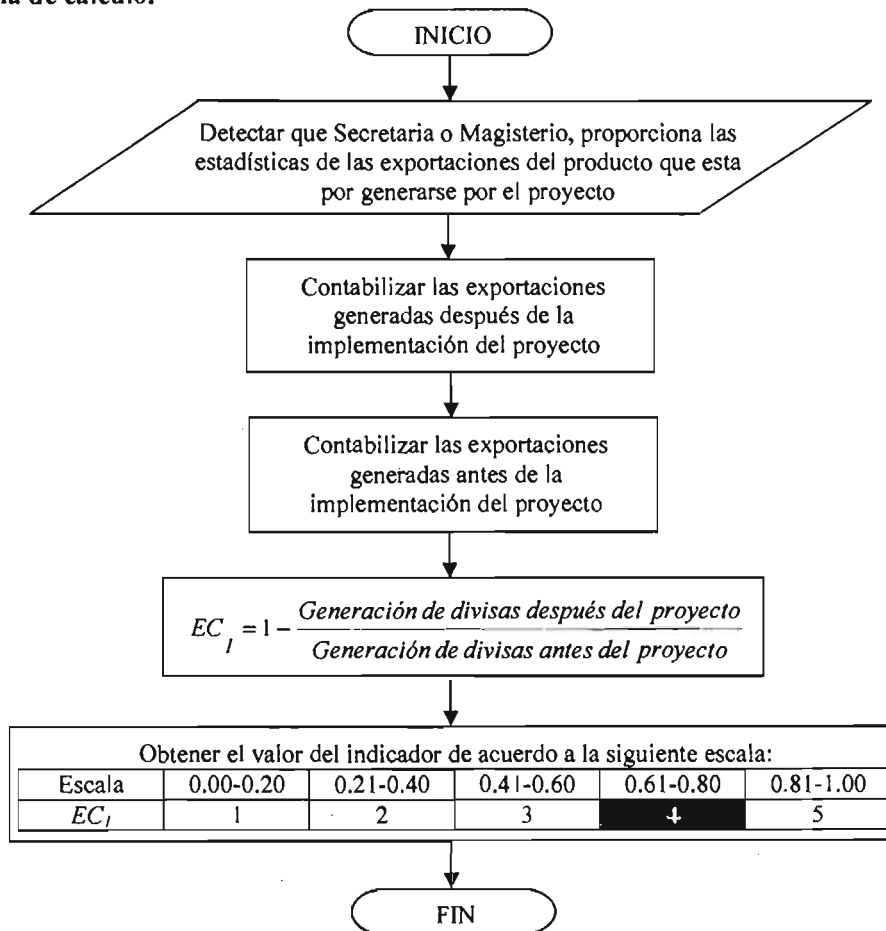 de calculo:
INICIO
Detectar que Secretaria o Magisterio, proporciona las
estadísticas de las exportaciones del producto que esta
por generarse por el proyecto
Contabilizar las exportaciones
generadas después de la
implementación del proyecto
Contabilizar las exportaciones
generadas antes de la
implementación del proyecto
EC_I = 1 - Generación de divisas después del proyecto
Generación de divisas antes del proyecto
Obtener el valor del indicador de acuerdo a la siguiente escala:
Escala 0.00-0.20 0.21-0.40 0.41-0.60 0.61-0.80 0.81-1.00
EC_I 1 2 3 4 5
FIN